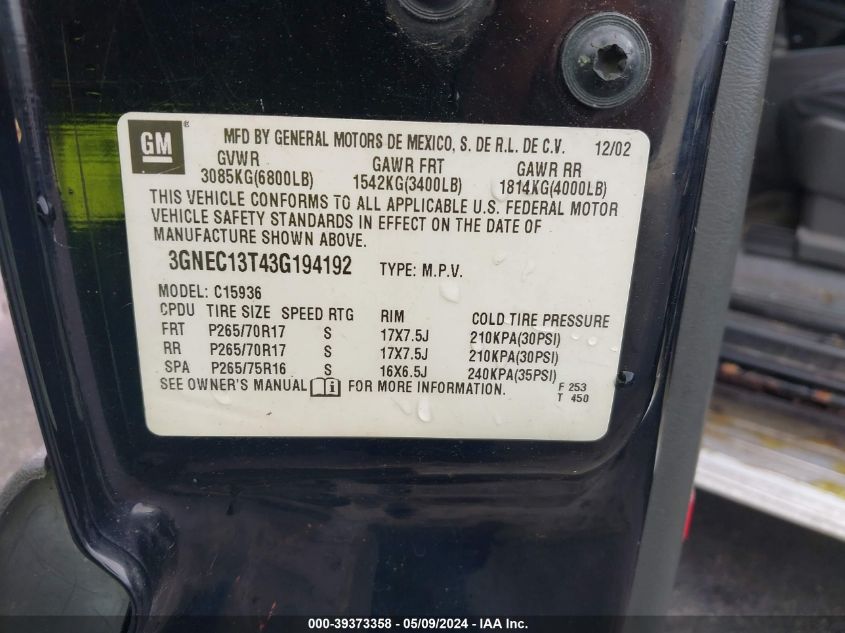 GM ®
MFD BY GENERAL MOTORS DE MEXICO, S. DE R.L. DE C.V. 12/02
GVWR GAWR FRT GAWR RR
3085KG(6800LB) 1542KG(3400LB) 1814KG(4000LB)
THIS VEHICLE CONFORMS TO ALL APPLICABLE U.S. FEDERAL MOTOR
VEHICLE SAFETY STANDARDS IN EFFECT ON THE DATE OF
MANUFACTURE SHOWN ABOVE.
3GNEC13T43G194192 TYPE: M.P.V.
MODEL: C15936
CPDU TIRE SIZE SPEED RTG RIM COLD TIRE PRESSURE
FRT P265/70R17 S 17X7.5J 210KPA(30PSI)
RR P265/70R17 S 17X7.5J 210KPA(30PSI)
SPA P265/75R16 S 16X6.5J 240KPA(35PSI)
SEE OWNER'S MANUAL i FOR MORE INFORMATION. F 253
T 450
000-39373358 - 05/09/2024 - IAA Inc.